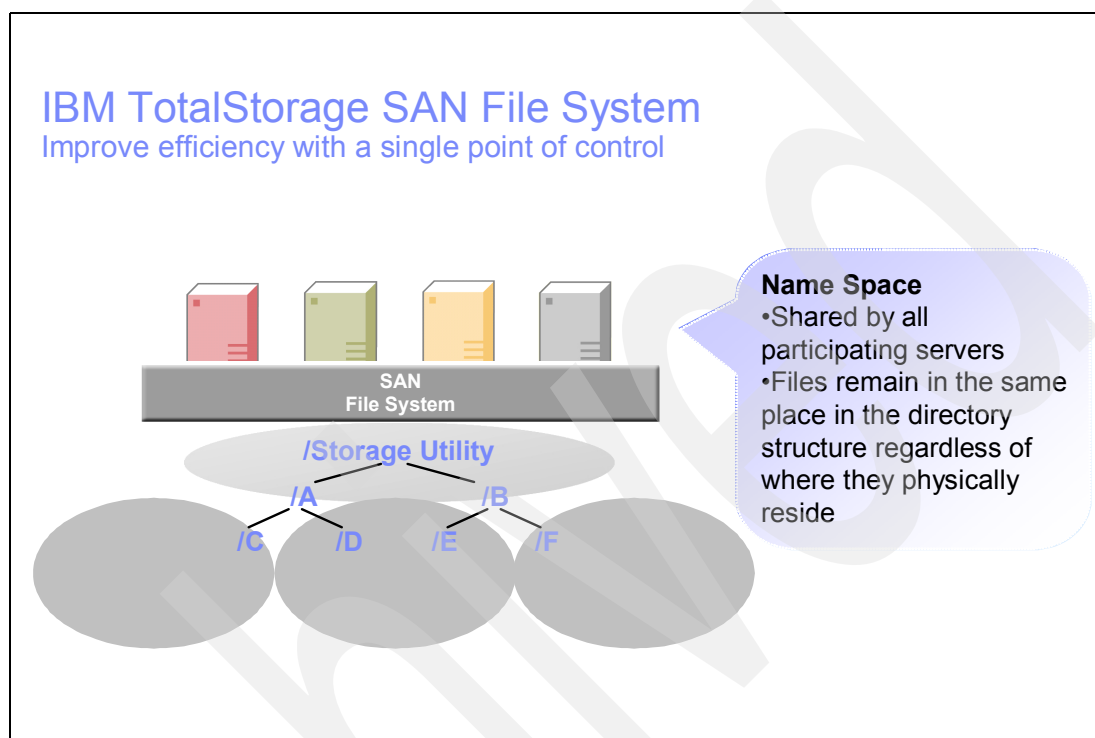 IBM TotalStorage SAN File System
Improve efficiency with a single point of control
Name Space
•Shared by all
participating servers
•Files remain in the same
place in the directory
structure regardless of
where they physically
reside
SAN
File System
/Storage Utility
/A /B
/C /D /E /F